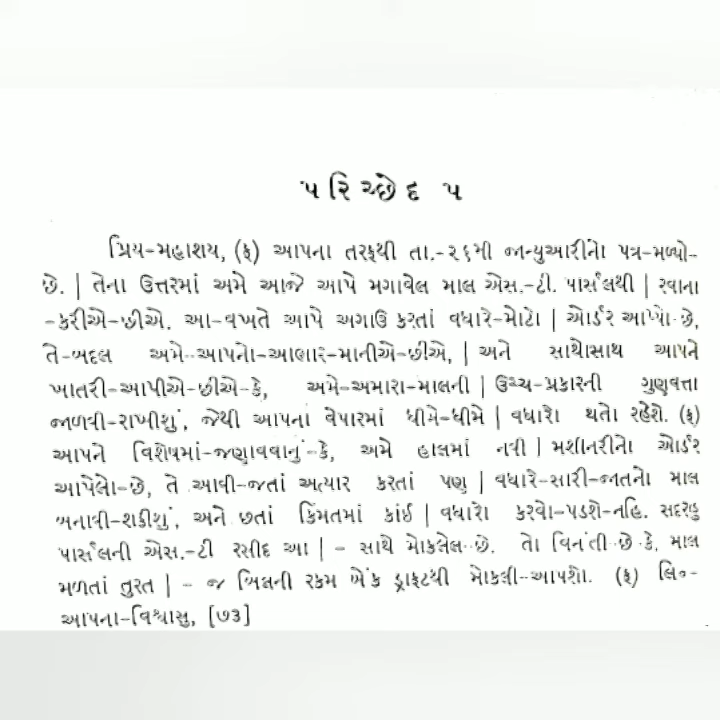 પરિચ્છેદ ૫
પ્રિય-મહાશય, (ફ) આપના તરફથી તા.-૨૬મી જાન્યુઆરીનો પત્ર-મળ્યો-
છે. | તેના ઉત્તરમાં અમે આજે આપે મગાવેલ માલ એસ.-ટી. પાર્સલથી | રવાના
-કરીએ-છીએ. આ-વખતે આપે અગાઉ કરતાં વધારે-મોટો | ઓર્ડર આપ્યો છે,
તે-બદલ અમે-આપનો-આભાર-માનીએ-છીએ, | અને સાથોસાથ આપને
ખાતરી-આપીએ-છીએ-કે, અમે-અમારા-માલની | ઉચ્ચ-પ્રકારની ગુણવત્તા
જાળવી-રાખીશું, જેથી આપના વેપારમાં ધીમે-ધીમે | વધારો થતો રહેશે. (ફ)
આપને વિશેષમાં-જણાવવાનું-કે, અમે હાલમાં નવી | મશીનરીનો ઓર્ડર
આપેલો-છે, તે આવી-જતાં અત્યાર કરતાં પણ | વધારે-સારી-જાતનો માલ
બનાવી-શકીશું, અને છતાં કિંમતમાં કાંઈ | વધારો કરવો-પડશે-નહિ. સદરહુ
પાર્સલની એસ.-ટી રસીદ આ | - સાથે મોકલેલ-છે. તો વિનંતી-છે-કે, માલ
મળતાં તુરત | - જ બિલની રકમ બેંક ડ્રાફ્ટથી મોકલી-આપશો. (ફ) લિ૦-
આપના-વિશ્વાસુ, [૭૩]